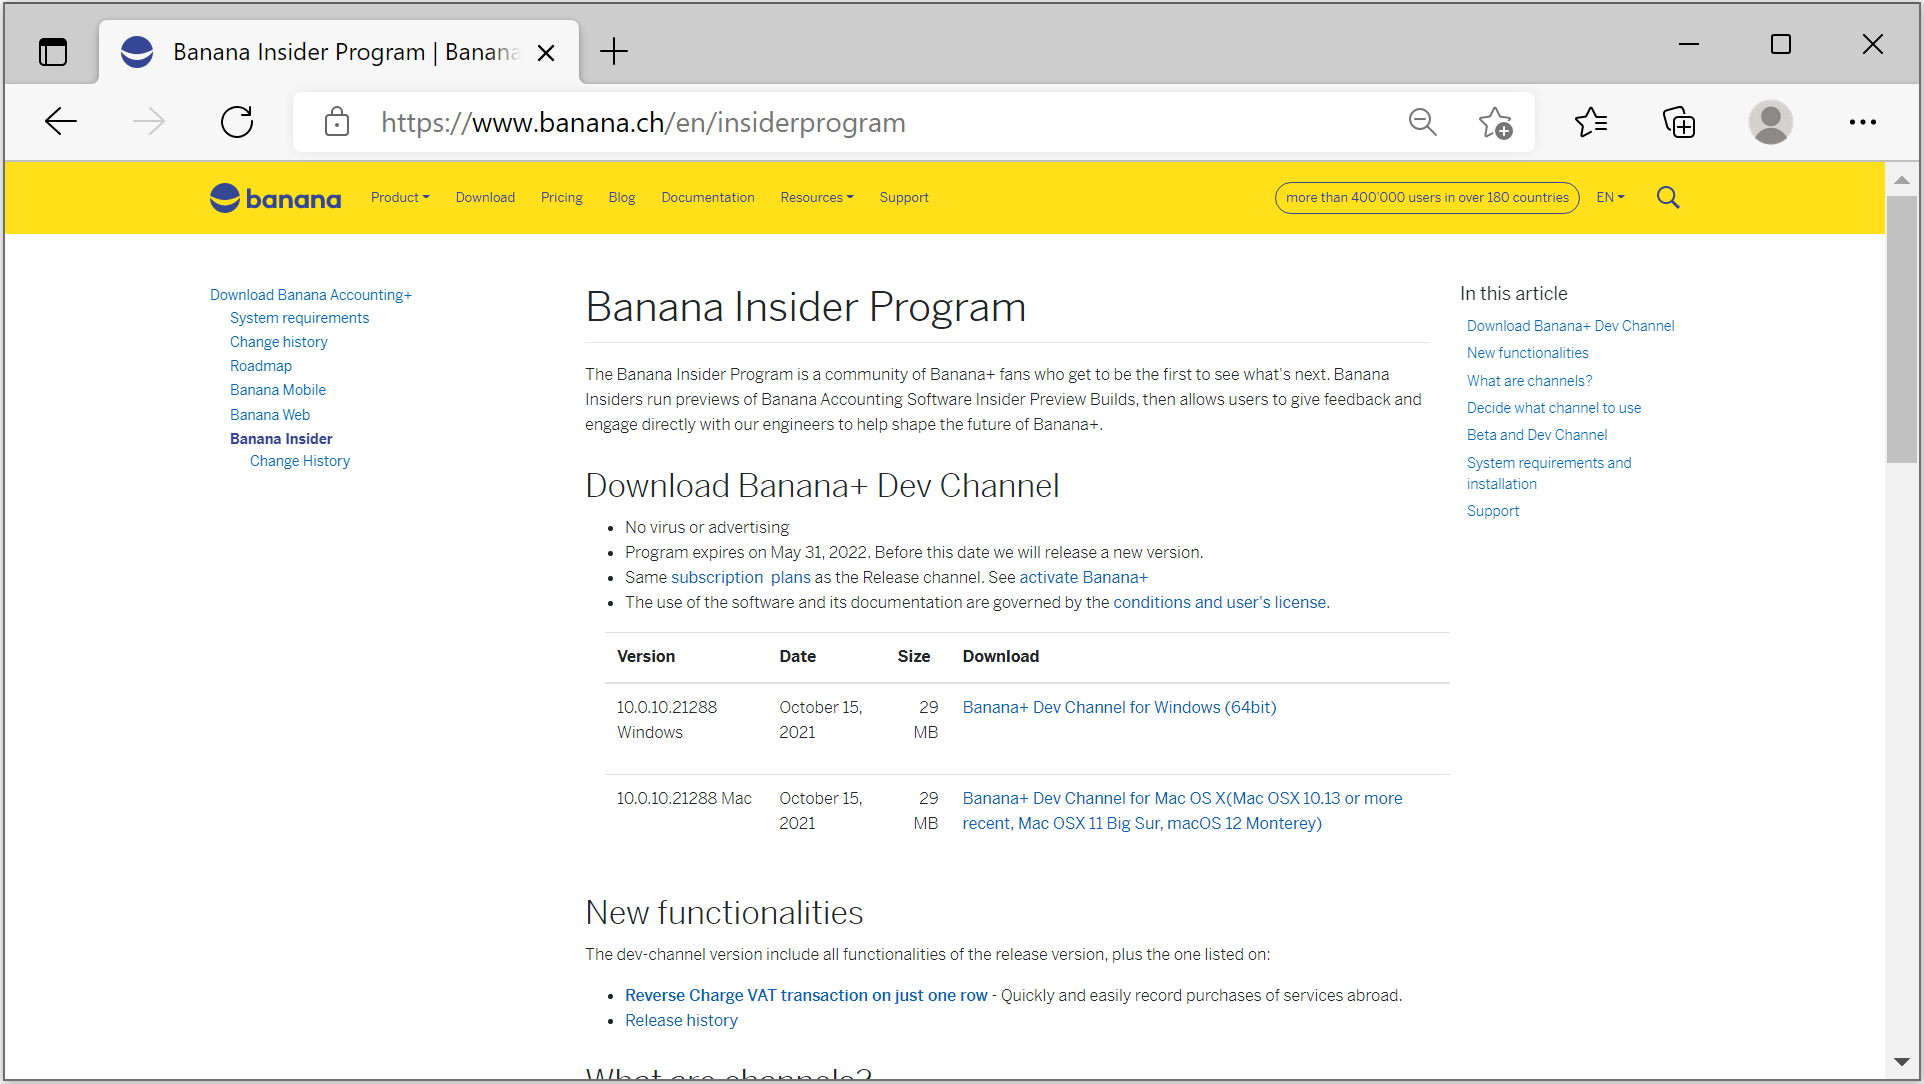 Banana Insider Program | Banana
https://www.banana.ch/en/insiderprogram
banana
Product
Download
Pricing
Blog
Documentation
Resources
Support
more than 400'000 users in over 180 countries
EN
Download Banana Accounting+
System requirements
Change history
Roadmap
Banana Mobile
Banana Web
Banana Insider
Change History
Banana Insider Program
The Banana Insider Program is a community of Banana+ fans who get to be the first to see what's next. Banana
Insiders run previews of Banana Accounting Software Insider Preview Builds, then allows users to give feedback and
engage directly with our engineers to help shape the future of Banana+.
Download Banana+ Dev Channel
No virus or advertising
Program expires on May 31, 2022. Before this date we will release a new version.
Same subscription plans as the Release channel. See activate Banana+
The use of the software and its documentation are governed by the conditions and user's license.
Version Date Size Download
10.0.10.21288 October 15, 29 Banana+ Dev Channel for Windows (64bit)
Windows 2021 MB
10.0.10.21288 Mac October 15, 29 Banana+ Dev Channel for Mac OS X(Mac OSX 10.13 or more
2021 MB recent, Mac OSX 11 Big Sur, macOS 12 Monterey)
New functionalities
The dev-channel version include all functionalities of the release version, plus the one listed on:
Reverse Charge VAT transaction on just one row - Quickly and easily record purchases of services abroad.
Release history
What are channels?
In this article
Download Banana+ Dev Channel
New functionalities
What are channels?
Decide what channel to use
Beta and Dev Channel
System requirements and
installation
Support